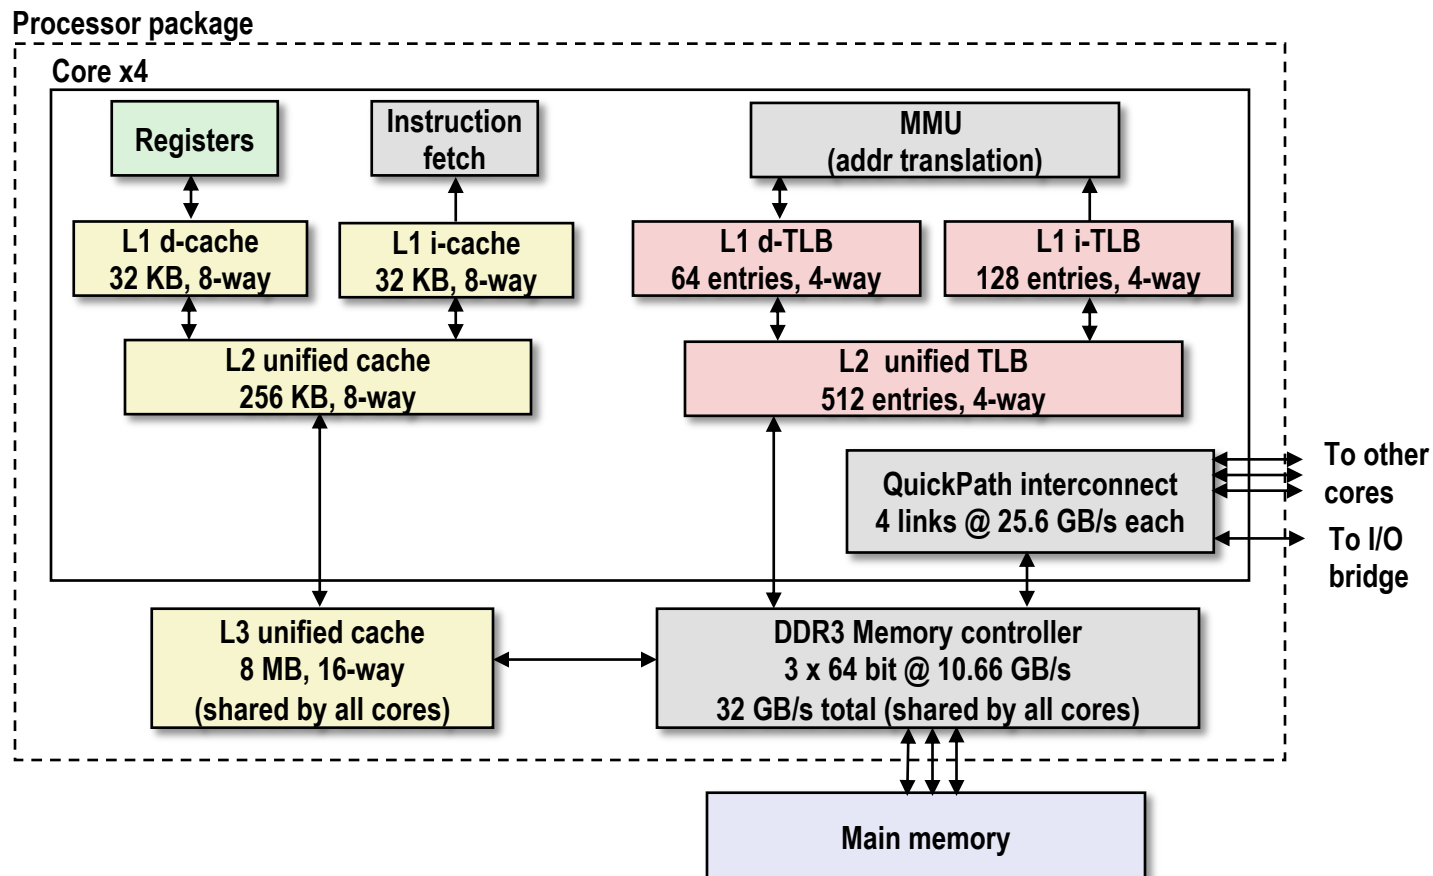 Processor package
Core x4
Registers
Instruction
fetch
MMU
(addr translation)
L1 d-cache
32 KB, 8-way
L1 i-cache
32 KB, 8-way
L1 d-TLB
64 entries, 4-way
L1 i-TLB
128 entries, 4-way
L2 unified cache
256 KB, 8-way
L2 unified TLB
512 entries, 4-way
QuickPath interconnect
4 links @ 25.6 GB/s each
To other
cores
To I/O
bridge
L3 unified cache
8 MB, 16-way
(shared by all cores)
DDR3 Memory controller
3 x 64 bit @ 10.66 GB/s
32 GB/s total (shared by all cores)
Main memory